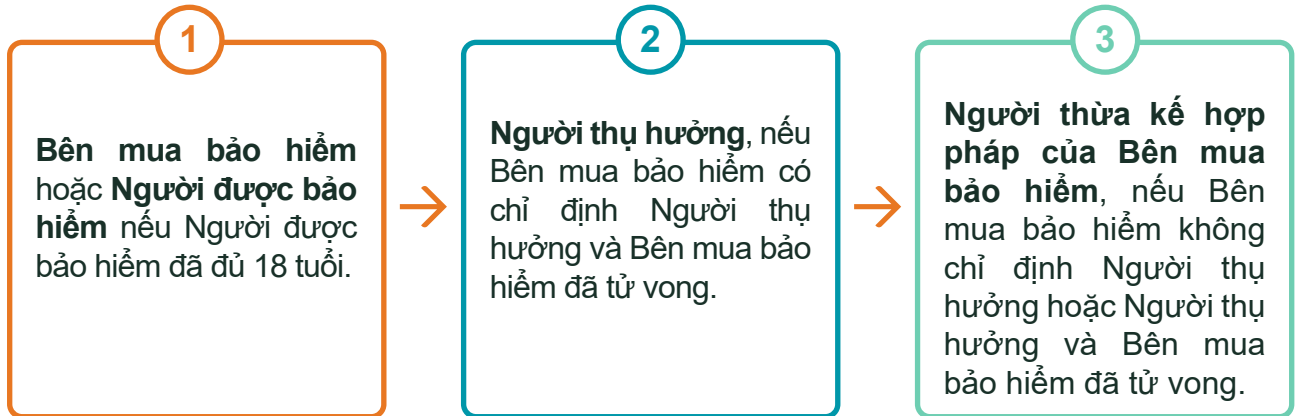 1
Bên mua bảo hiểm
hoặc Người được bảo
hiểm nếu Người được
bảo hiểm đã đủ 18 tuổi.
2
Người thụ hưởng, nếu
Bên mua bảo hiểm có
chỉ định Người thụ
hưởng và Bên mua bảo
hiểm đã tử vong.
3
Người thừa kế hợp
pháp của Bên mua
bảo hiểm, nếu Bên
mua bảo hiểm không
chỉ định Người thụ
hưởng hoặc Người thụ
hưởng và Bên mua
bảo hiểm đã tử vong.